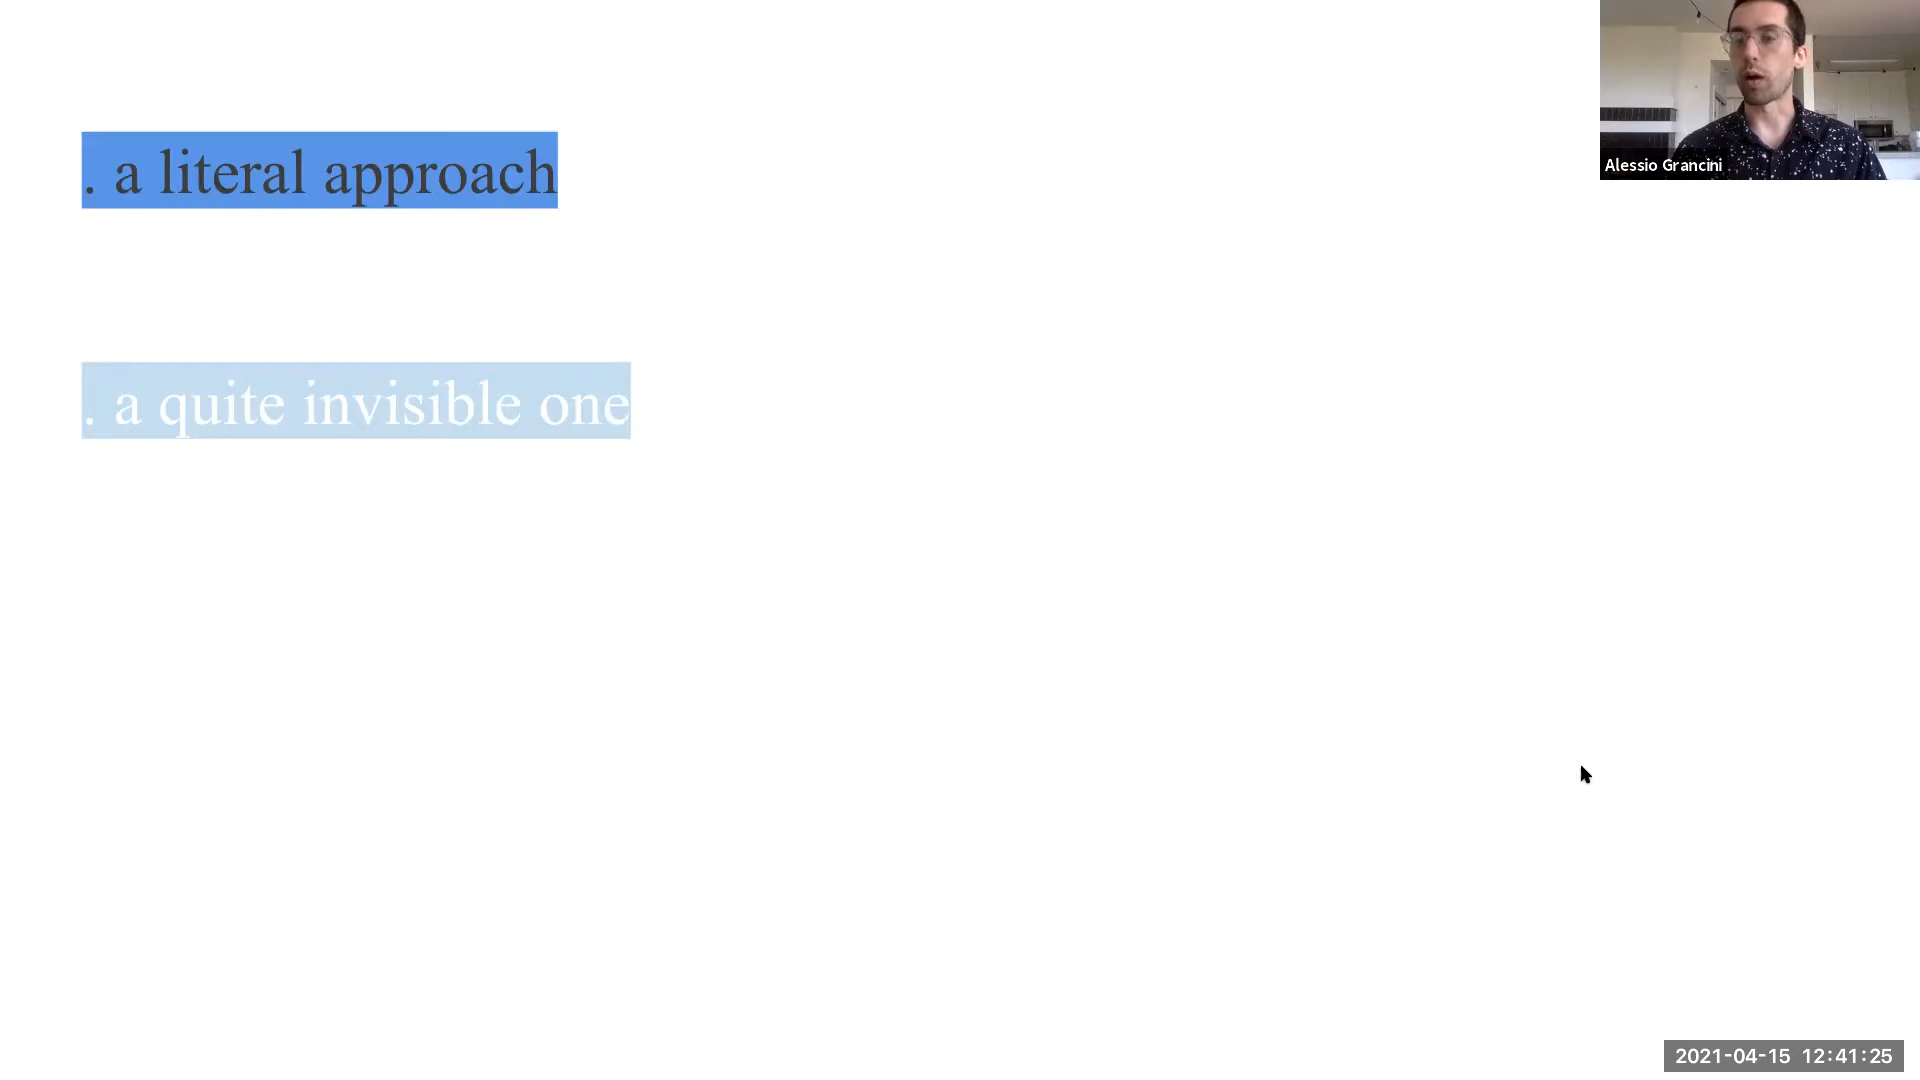 . a literal approach
Alessio Grancini
. a quite invisible one
2021-04-15 12:41:25